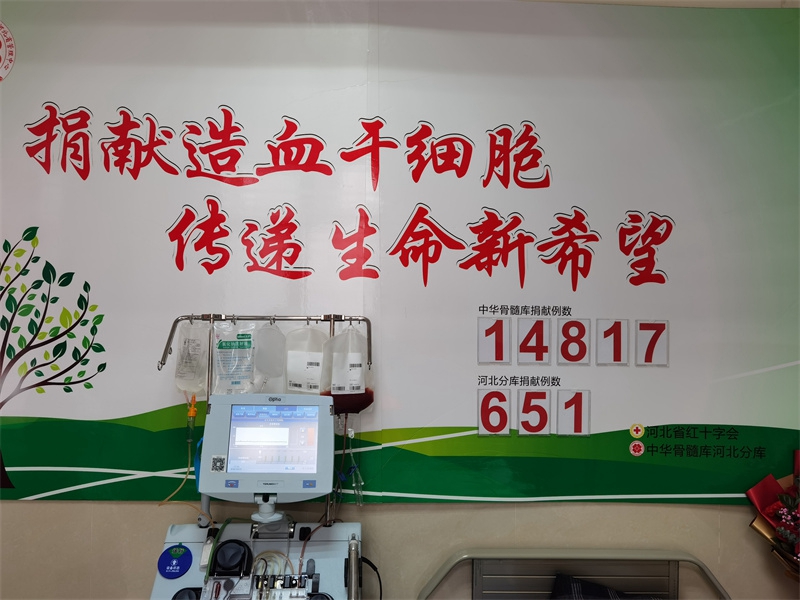 捐献造血干细胞
传递生命新希望
中华骨髓库捐献例数
14817
河北分库捐献例数
651
河北省红十字会
中华骨髓库河北分库